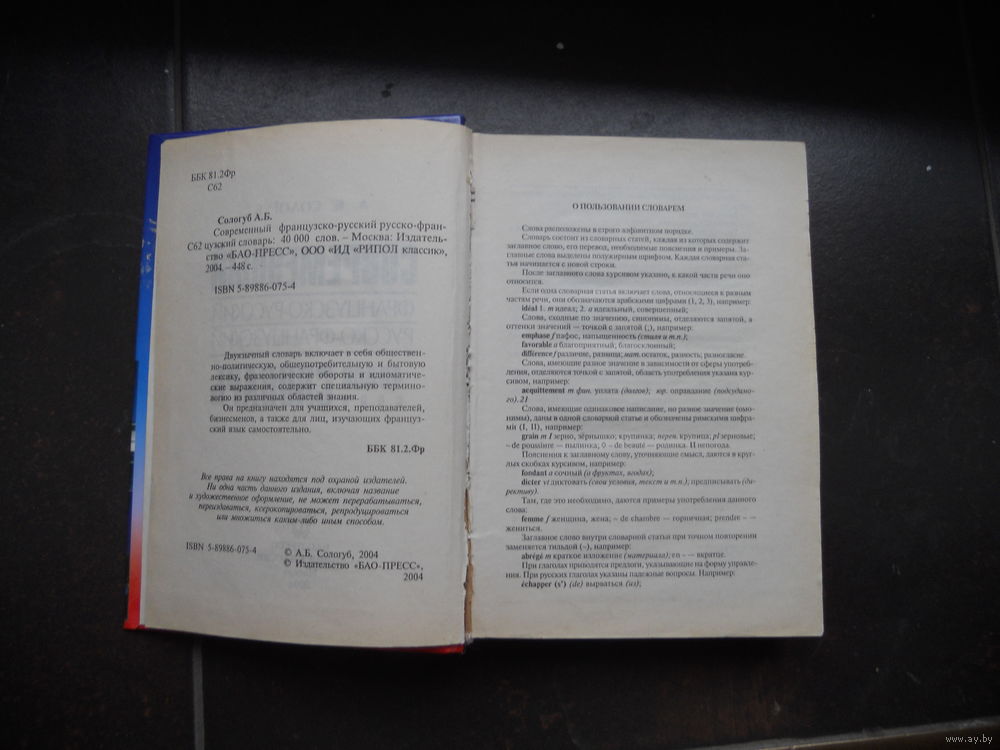 ББК 81.2Фр
С62
Сологуб А.Б.
Современный французско-русский русско-фран-
С62 цузский словарь: 40 000 слов. – Москва: Издатель-
ство «БАО-ПРЕСС», ООО «ИД «РИПОЛ классик»,
2004. – 448 с.
ISBN 5-89886-075-4
Двуязычный словарь включает в себя обществен-
но-политическую, общеупотребительную и бытовую
лексику, фразеологические обороты и идиоматиче-
ские выражения, содержит специальную термино-
логию из различных областей знания.
Он предназначен для учащихся, преподавателей,
бизнесменов, а также для лиц, изучающих француз-
ский язык самостоятельно.
ББК 81.2.Фр
Все права на книгу находятся под охраной издателей.
Ни одна часть данного издания, включая название
и художественное оформление, не может перерабатываться,
переиздаваться, ксерокопироваться, репродуцироваться
или множиться каким-либо иным способом.
ISBN 5-89886-075-4
© А.Б. Сологуб, 2004
© Издательство «БАО-ПРЕСС»,
2004
О ПОЛЬЗОВАНИИ СЛОВАРЕМ
Слова расположены в строго алфавитном порядке.
Словарь состоит из словарных статей, каждая из которых содержит
заглавное слово, его перевод, необходимые пояснения и примеры. За-
главные слова выделены полужирным шрифтом. Каждая словарная ста-
тья начинается с новой строки.
После заглавного слова курсивом указано, к какой части речи оно
относится.
Если одна словарная статья включает слова, относящиеся к разным
частям речи, они обозначаются арабскими цифрами (1, 2, 3), например:
idéal 1. m идеал; 2. a идеальный, совершенный;
Слова, сходные по значению, синонимы, отделяются запятой, а
оттенки значений — точкой с запятой (;), например:
emphase f пафос, напыщенность (стиля и т.п.);
favorable a благоприятный; благосклонный;
différence f различие, разница; мат. остаток, разность, разногласие.
Слова, имеющие разное значение в зависимости от сферы употреб-
ления, отделяются точкой с запятой, область употребления указана кур-
сивом, например:
acquittement m фин. уплата (долгов); юр. оправдание (подсудимо-
го).21
Слова, имеющие одинаковое написание, но разное значение (омо-
нимы), даны в одной словарной статье и обозначены римскими цифра-
ми (I, II),
grain m I зерно, зёрнышко; крупинка; перен. крупица; pl зерновые;
– de poussière — пылинка; ◊ – de beauté — родинка. II непогода.
Пояснения к заглавному слову, уточняющие смысл, даются в круг-
лых скобках курсивом, например:
fondant a сочный (о фруктах, ягодах);
dicter vt диктовать (свои условия, текст и т.п.); предписывать (ди-
рективу).
Там, где это необходимо, даются примеры употребления данного
слова:
femme f женщина, жена; – de chambre — горничная; prendre – —
жениться.
Заглавное слово внутри словарной статьи при точном повторении
заменяется тильдой (~), например:
abrégé m краткое изложение (материала); en – — вкратце.
При глаголах приводятся предлоги, указывающие на форму управле-
ния. При русских глаголах указаны падежные вопросы. Например:
échapper (s') (de) вырваться (из);
www.ay.by